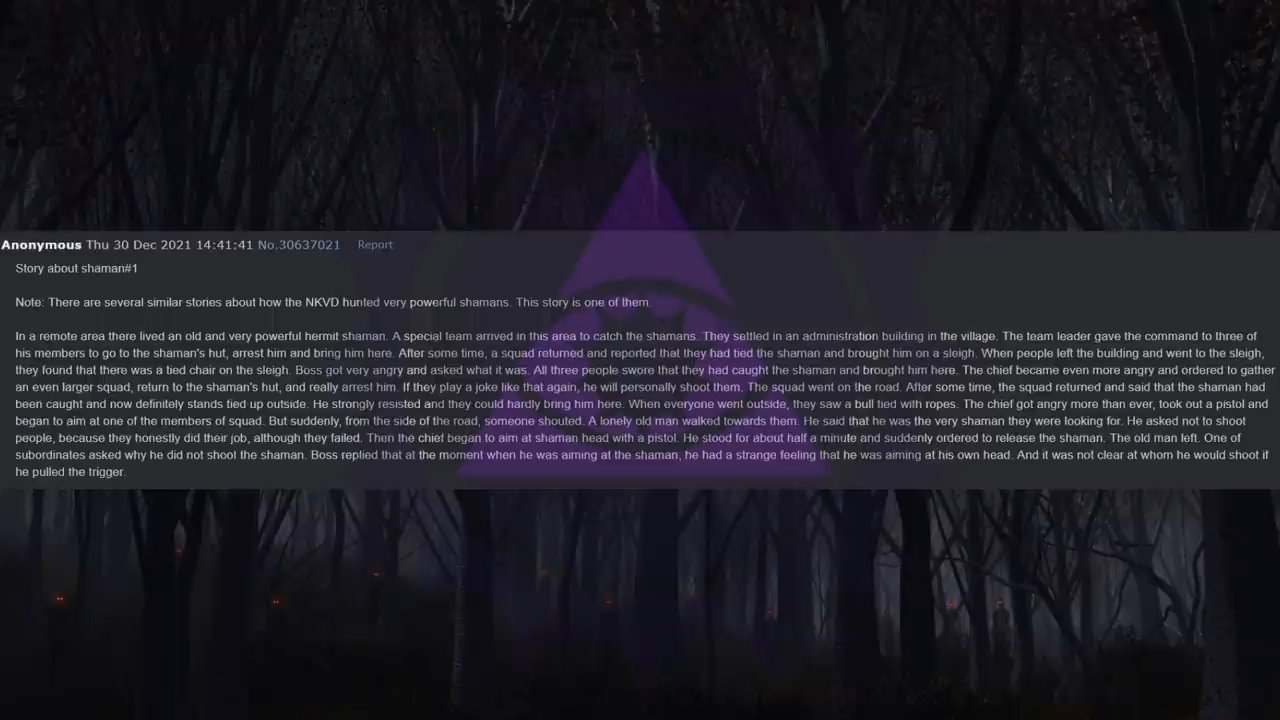 Anonymous Thu 30 Dec 2021 14:41:41 No.30637021 Report
Story about shaman#1
Note: There are several similar stories about how the NKVD hunted very powerful shamans. This story is one of them.
In a remote area there lived an old and very powerful hermit shaman. A special team arrived in this area to catch the shamans. They settled in an administration building in the village. The team leader gave the command to three of
his members to go to the shaman's hut, arrest him and bring him here. After some time, a squad returned and reported that they had tied the shaman and brought him on a sleigh. When people left the building and went to the sleigh,
they found that there was a tied chair on the sleigh. Boss got very angry and asked what it was. All three people swore that they had caught the shaman and brought him here. The chief became even more angry and ordered to gather
an even larger squad, return to the shaman's hut, and really arrest him. If they play a joke like that again, he will personally shoot them. The squad went on the road. After some time, the squad returned and said that the shaman had
been caught and now definitely stands tied up outside. He strongly resisted and they could hardly bring him here. When everyone went outside, they saw a bull tied with ropes. The chief got angry more than ever, took out a pistol and
began to aim at one of the members of squad. But suddenly, from the side of the road, someone shouted. A lonely old man walked towards them. He said that he was the very shaman they were looking for. He asked not to shoot
people, because they honestly did their job, although they failed. Then the chief began to aim at shaman head with a pistol. He stood for about half a minute and suddenly ordered to release the shaman. The old man left. One of
subordinates asked why he did not shoot the shaman. Boss replied that at the moment when he was aiming at the shaman, he had a strange feeling that he was aiming at his own head. And it was not clear at whom he would shoot if
he pulled the trigger.